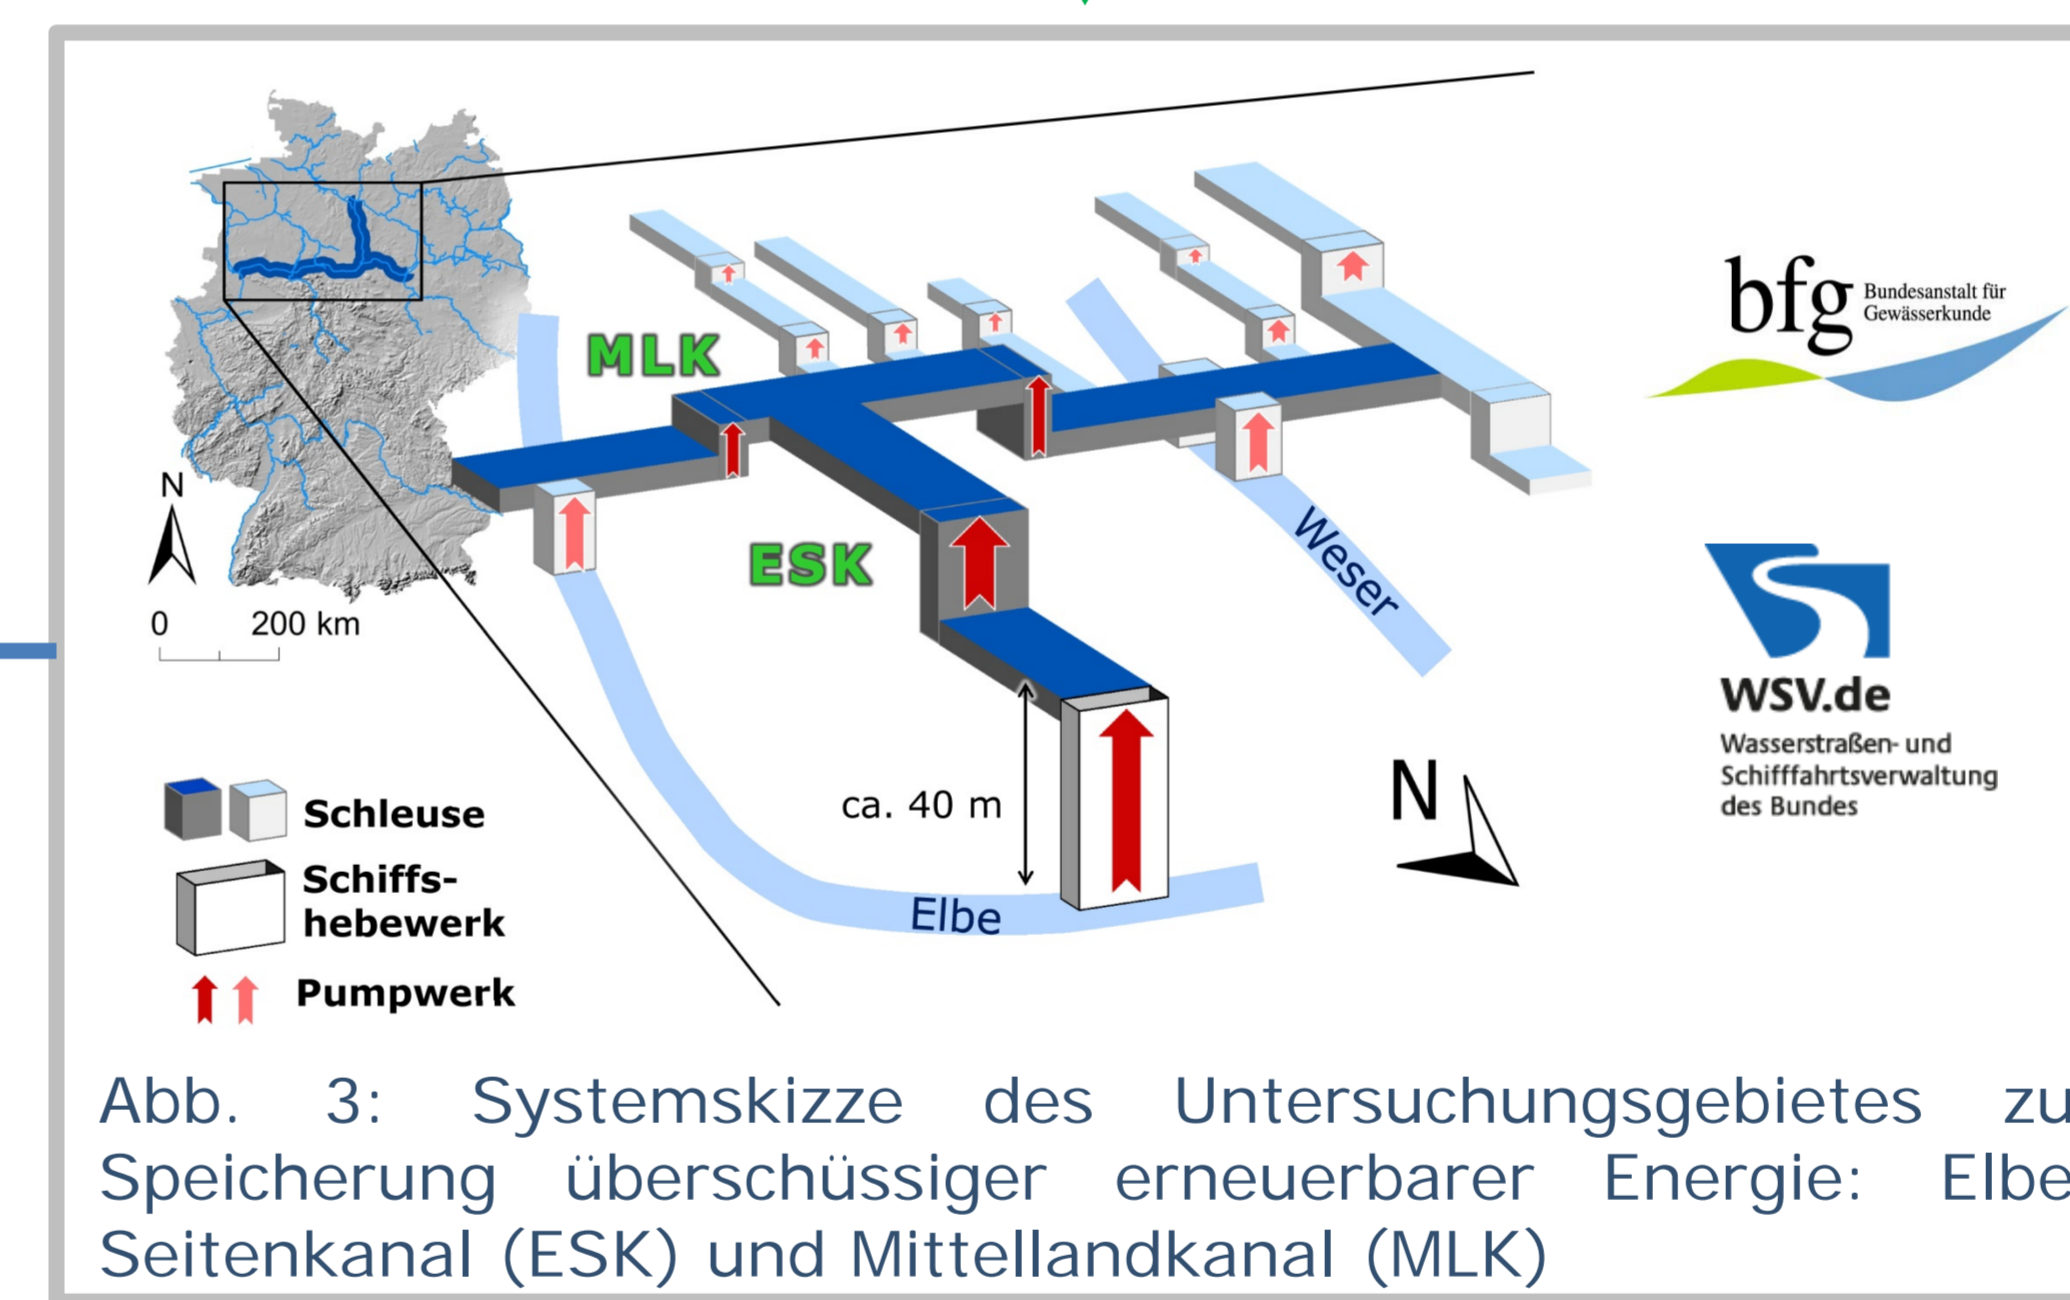 MLK
ESK
N
0 200 km
Weser
ca. 40 m
Elbe
N
Schleuse
Schiffs-
hebewerk
Pumpwerk
bfg
Bundesanstalt für
Gewässerkunde
WSV.de
Wasserstraßen- und
Schifffahrtsverwaltung
des Bundes
Abb. 3: Systemskizze des Untersuchungsgebietes zu
Speicherung überschüssiger erneuerbarer Energie: Elbe
Seitenkanal (ESK) und Mittellandkanal (MLK)